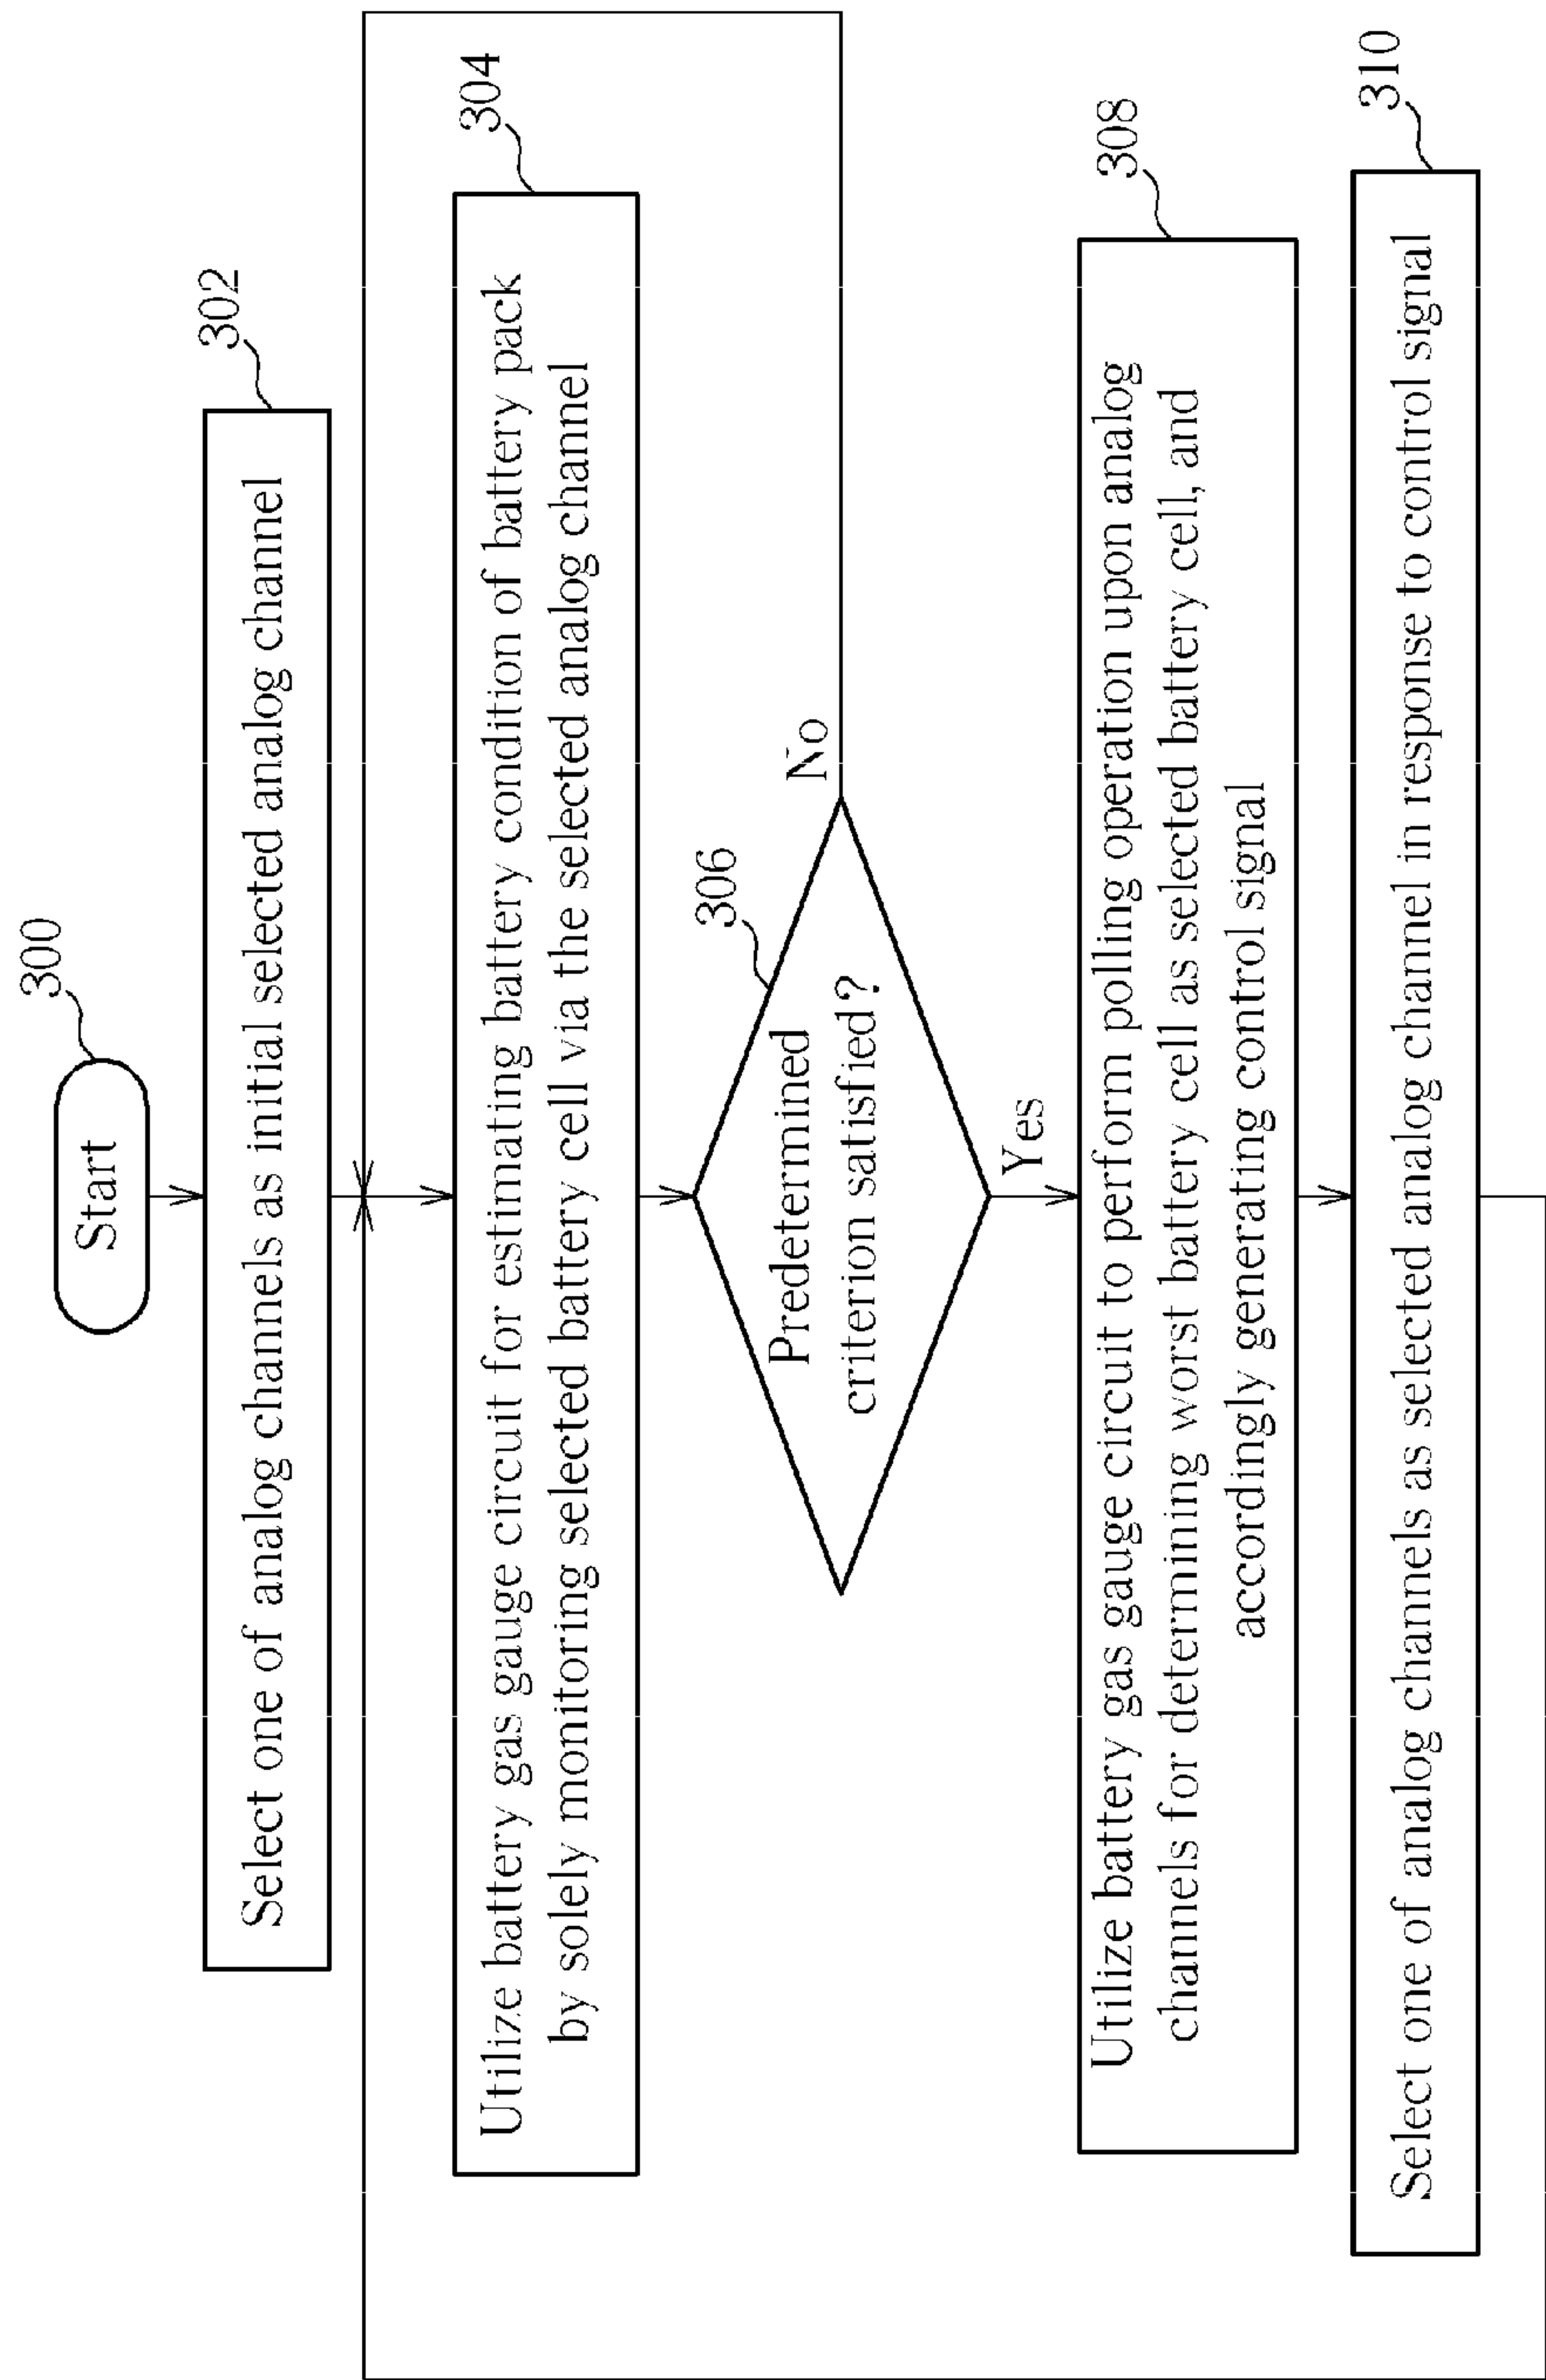 300
Start
302
Select one of analog channels as initial selected analog channel
304
Utilize battery gas gauge circuit for estimating battery condition of battery pack
by solely monitoring selected battery cell via the selected analog channel
306
Predetermined
criterion satisfied?
No
Yes
308
Utilize battery gas gauge circuit to perform polling operation upon analog
channels for determining worst battery cell as selected battery cell, and
accordingly generating control signal
310
Select one of analog channels as selected analog channel in response to control signal